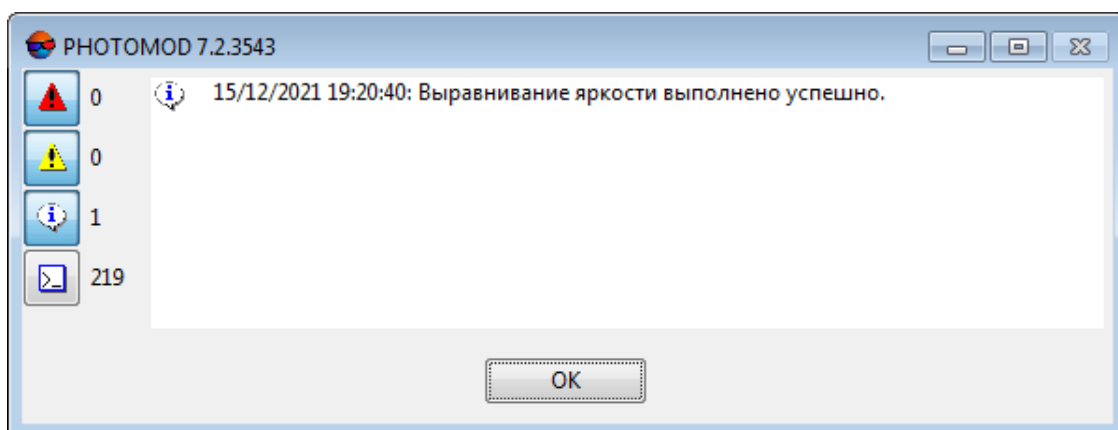 PHOTOMOD 7.2.3543
0
15/12/2021 19:20:40: Выравнивание яркости выполнено успешно.
0
1
219
OK